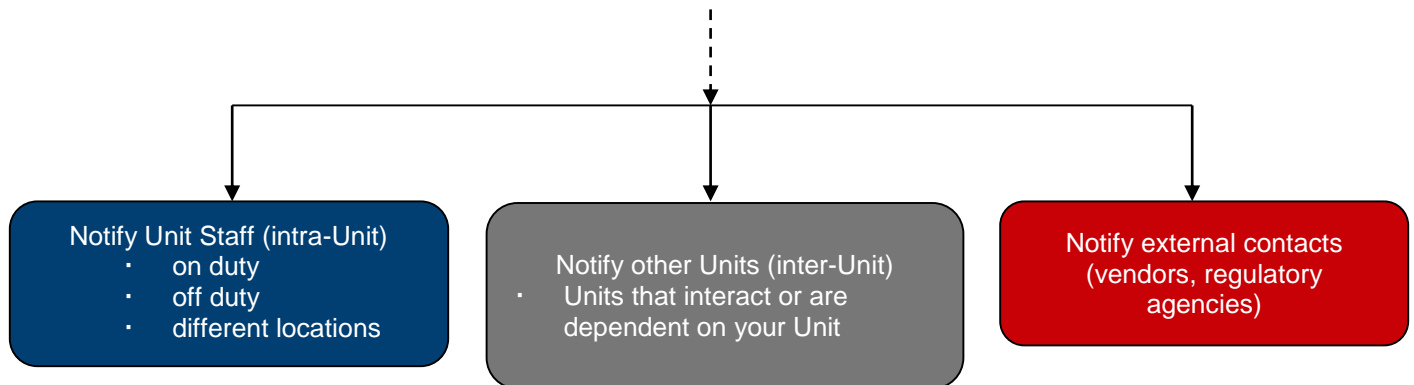 Notify Unit Staff (intra-Unit)
· on duty
· off duty
· different locations
Notify other Units (inter-Unit)
· Units that interact or are
dependent on your Unit
Notify external contacts
(vendors, regulatory
agencies)